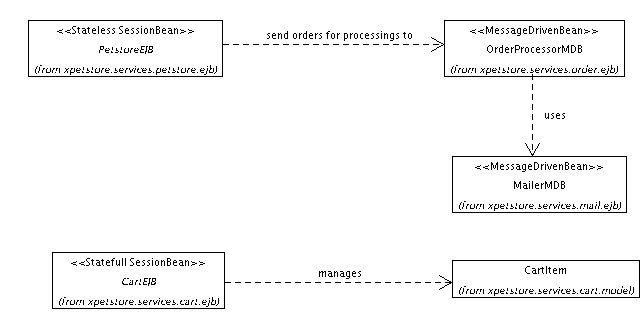 <<Stateless SessionBean>>
PetstoreEJB
(from xpetstore.services.petstore.ejb)
send orders for processings to
<<MessageDrivenBean>>
OrderProcessorMDB
(from xpetstore.services.order.ejb)
uses
<<MessageDrivenBean>>
MailerMDB
(from xpetstore.services.mail.ejb)
<<Statefull SessionBean>>
CartEJB
(from xpetstore.services.cart.ejb)
manages
CartItem
(from xpetstore.services.cart.model)